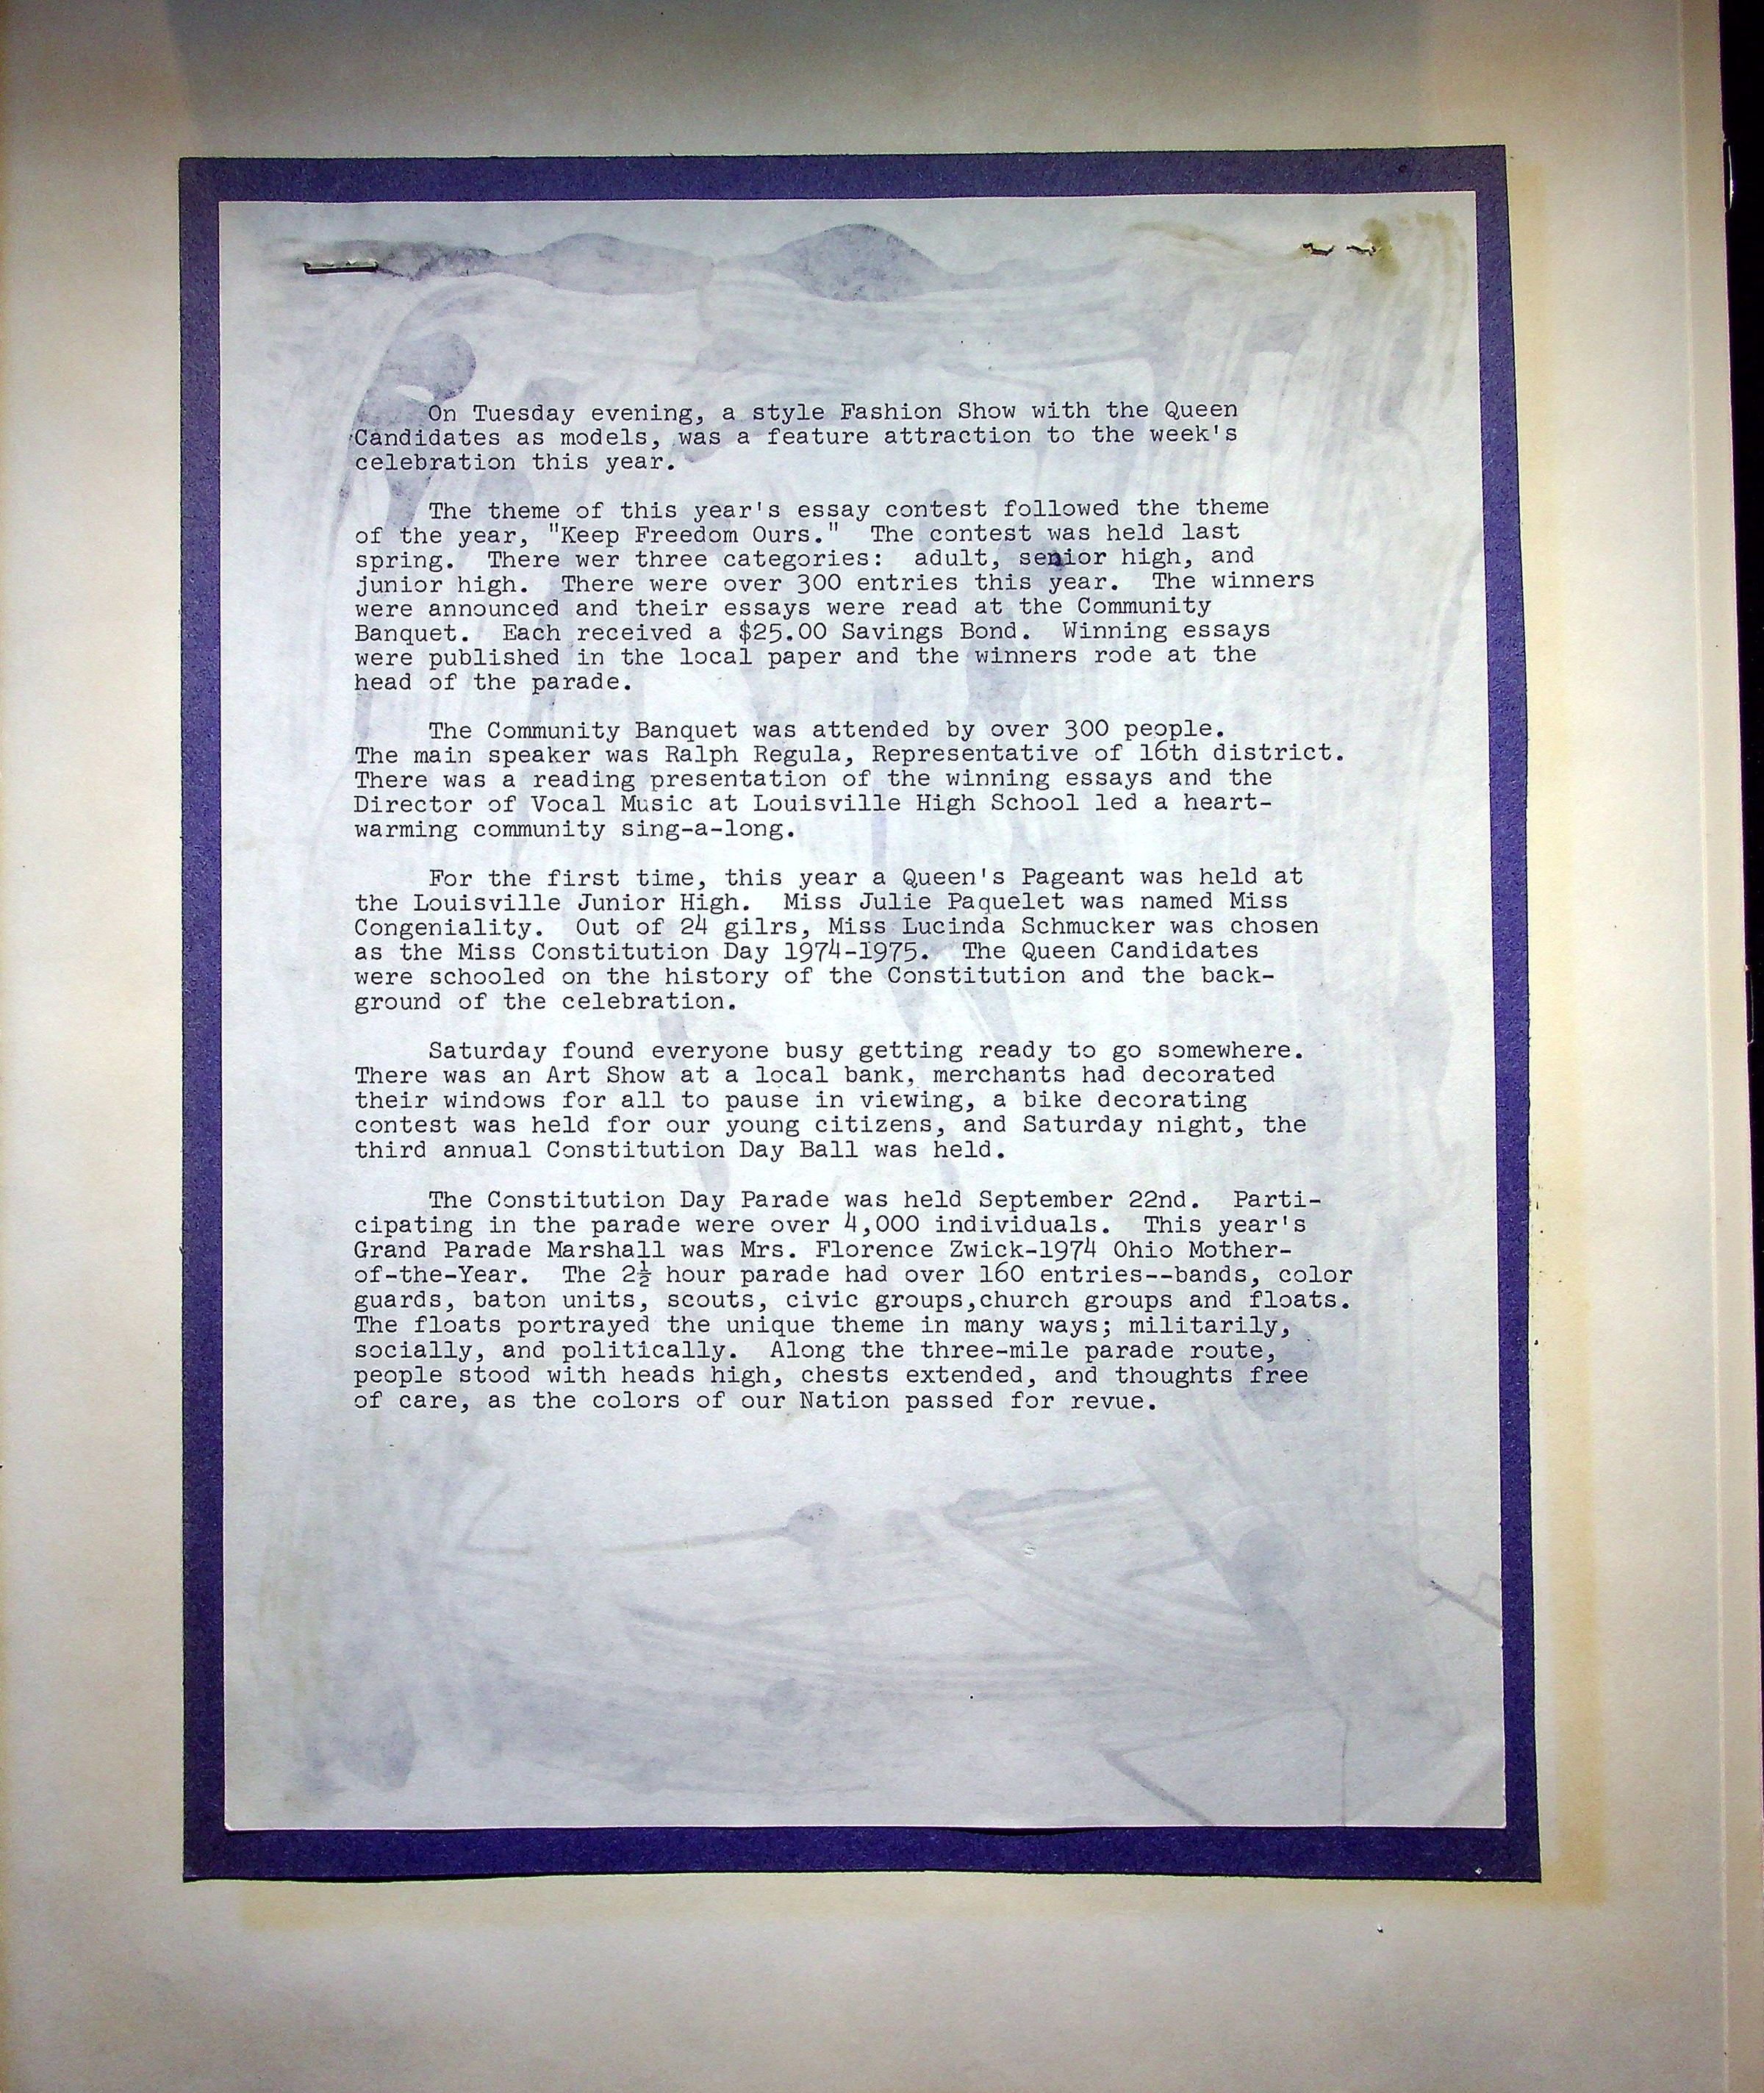 On Tuesday evening, a style Fashion Show with the Queen
Candidates as models, was a feature attraction to the week's
celebration this year.
The theme of this year's essay contest followed the theme
of the year, "Keep Freedom Ours." The contest was held last
spring. There wer three categories: adult, senior high, and
junior high. There were over 300 entries this year. The winners
were announced and their essays were read at the Community
Banquet. Each received a $25.00 Savings Bond. Winning essays
were published in the local paper and the winners rode at the
head of the parade.
The Community Banquet was attended by over 300 people.
The main speaker was Ralph Regula, Representative of 16th district.
There was a reading presentation of the winning essays and the
Director of Vocal Music at Louisville High School led a heart-
warming community sing-a-long.
For the first time, this year a Queen's Pageant was held at
the Louisville Junior High. Miss Julie Paquelet was named Miss
Congeniality. Out of 24 gilrs, Miss Lucinda Schmucker was chosen
as the Miss Constitution Day 1974-1975. The Queen Candidates
were schooled on the history of the Constitution and the back-
ground of the celebration.
Saturday found everyone busy getting ready to go somewhere.
There was an Art Show at a local bank, merchants had decorated
their windows for all to pause in viewing, a bike decorating
contest was held for our young citizens, and Saturday night, the
third annual Constitution Day Ball was held.
The Constitution Day Parade was held September 22nd. Parti-
cipating in the parade were over 4,000 individuals. This year's
Grand Parade Marshall was Mrs. Florence Zwick-1974 Ohio Mother-
of-the-Year. The 2½ hour parade had over 160 entries--bands, color
guards, baton units, scouts, civic groups,church groups and floats.
The floats portrayed the unique theme in many ways; militarily,
socially, and politically. Along the three-mile parade route,
people stood with heads high, chests extended, and thoughts free
of care, as the colors of our Nation passed for revue.